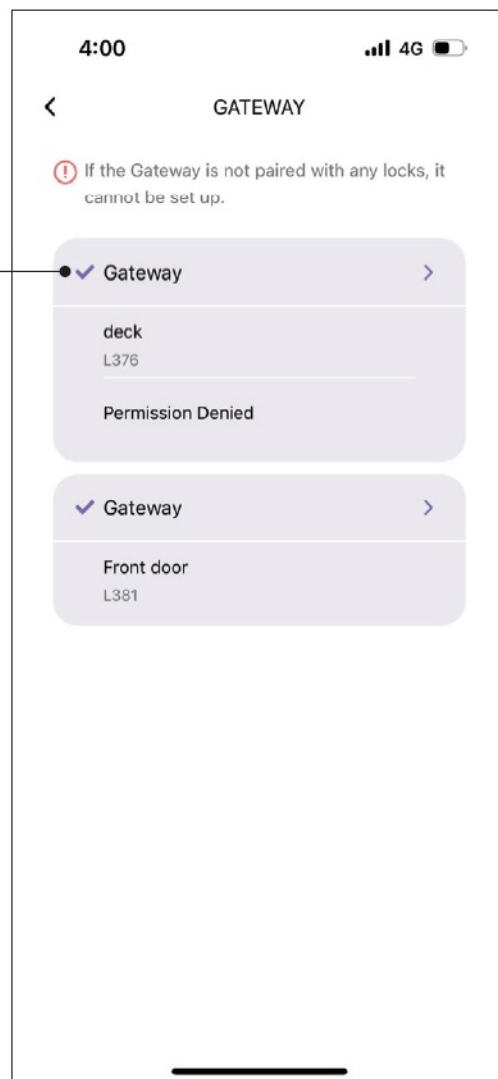 4:00 4G
GATEWAY
If the Gateway is not paired with any locks, it
cannot be set up.
Gateway
deck
L376
Permission Denied
Gateway
Front door
L381